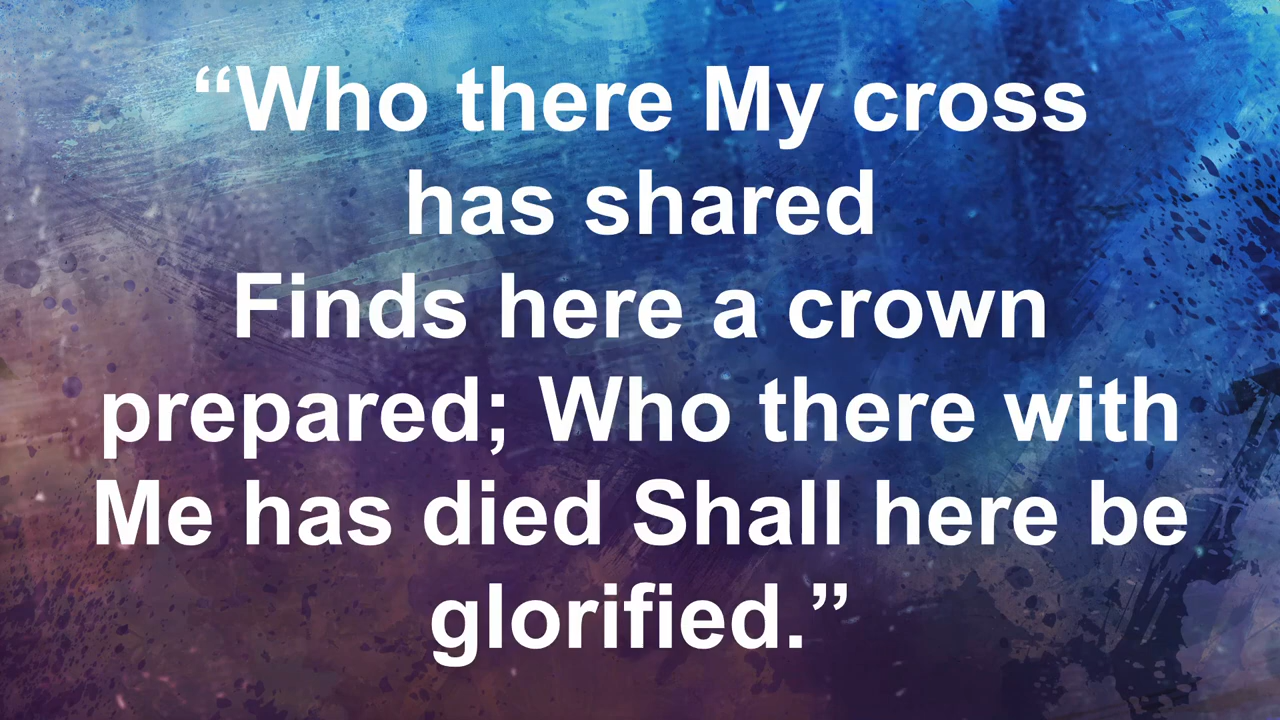 “Who there My cross
has shared
Finds here a crown
prepared; Who there with
Me has died Shall here be
glorified.”